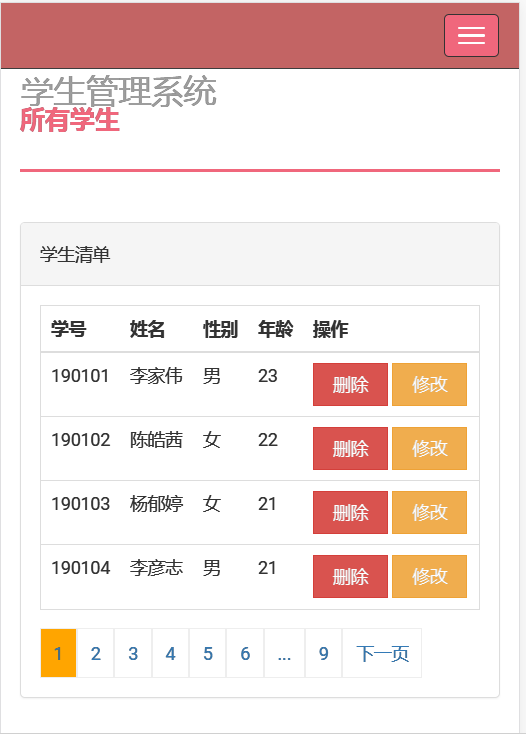 学生管理系统
所有学生
学生清单
学号 姓名 性别 年龄 操作
190101 李家伟 男 23 删除 修改
190102 陈皓茜 女 22 删除 修改
190103 杨郁婷 女 21 删除 修改
190104 李彦志 男 21 删除 修改
1 2 3 4 5 6 ... 9 下一页